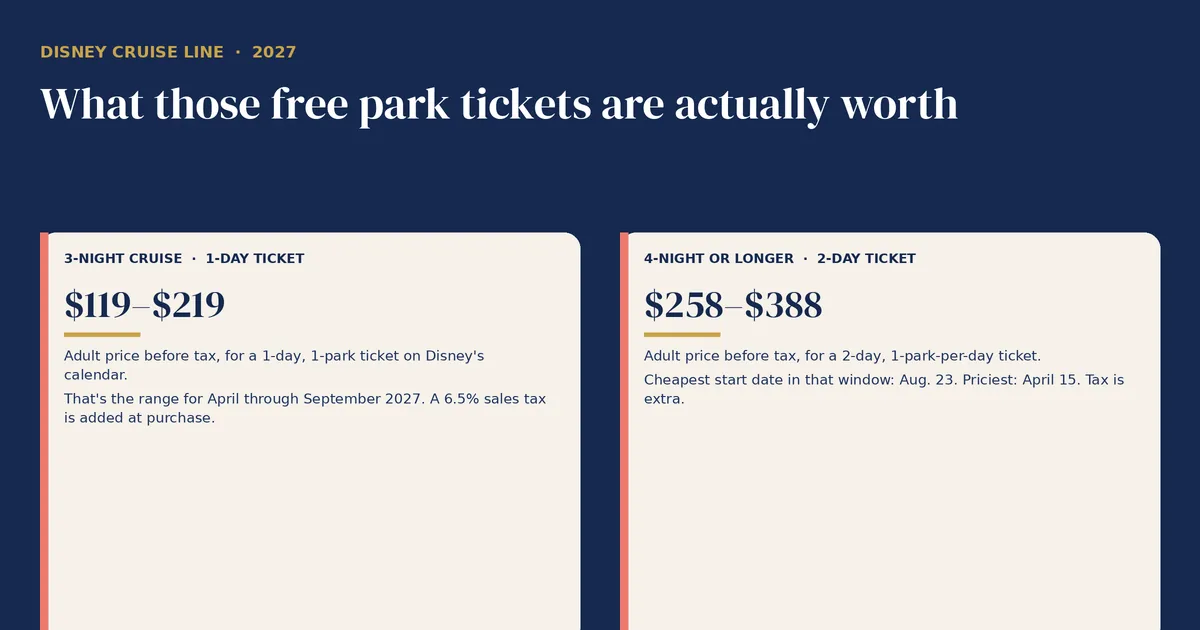 DISNEY CRUISE LINE · 2027
What those free park tickets are actually worth
3-NIGHT CRUISE · 1-DAY TICKET
$119–$219
Adult price before tax, for a 1-day, 1-park ticket on Disney's
calendar.
That's the range for April through September 2027. A 6.5% sales tax
is added at purchase.
4-NIGHT OR LONGER · 2-DAY TICKET
$258–$388
Adult price before tax, for a 2-day, 1-park-per-day ticket.
Cheapest start date in that window: Aug. 23. Priciest: April 15. Tax is
extra.